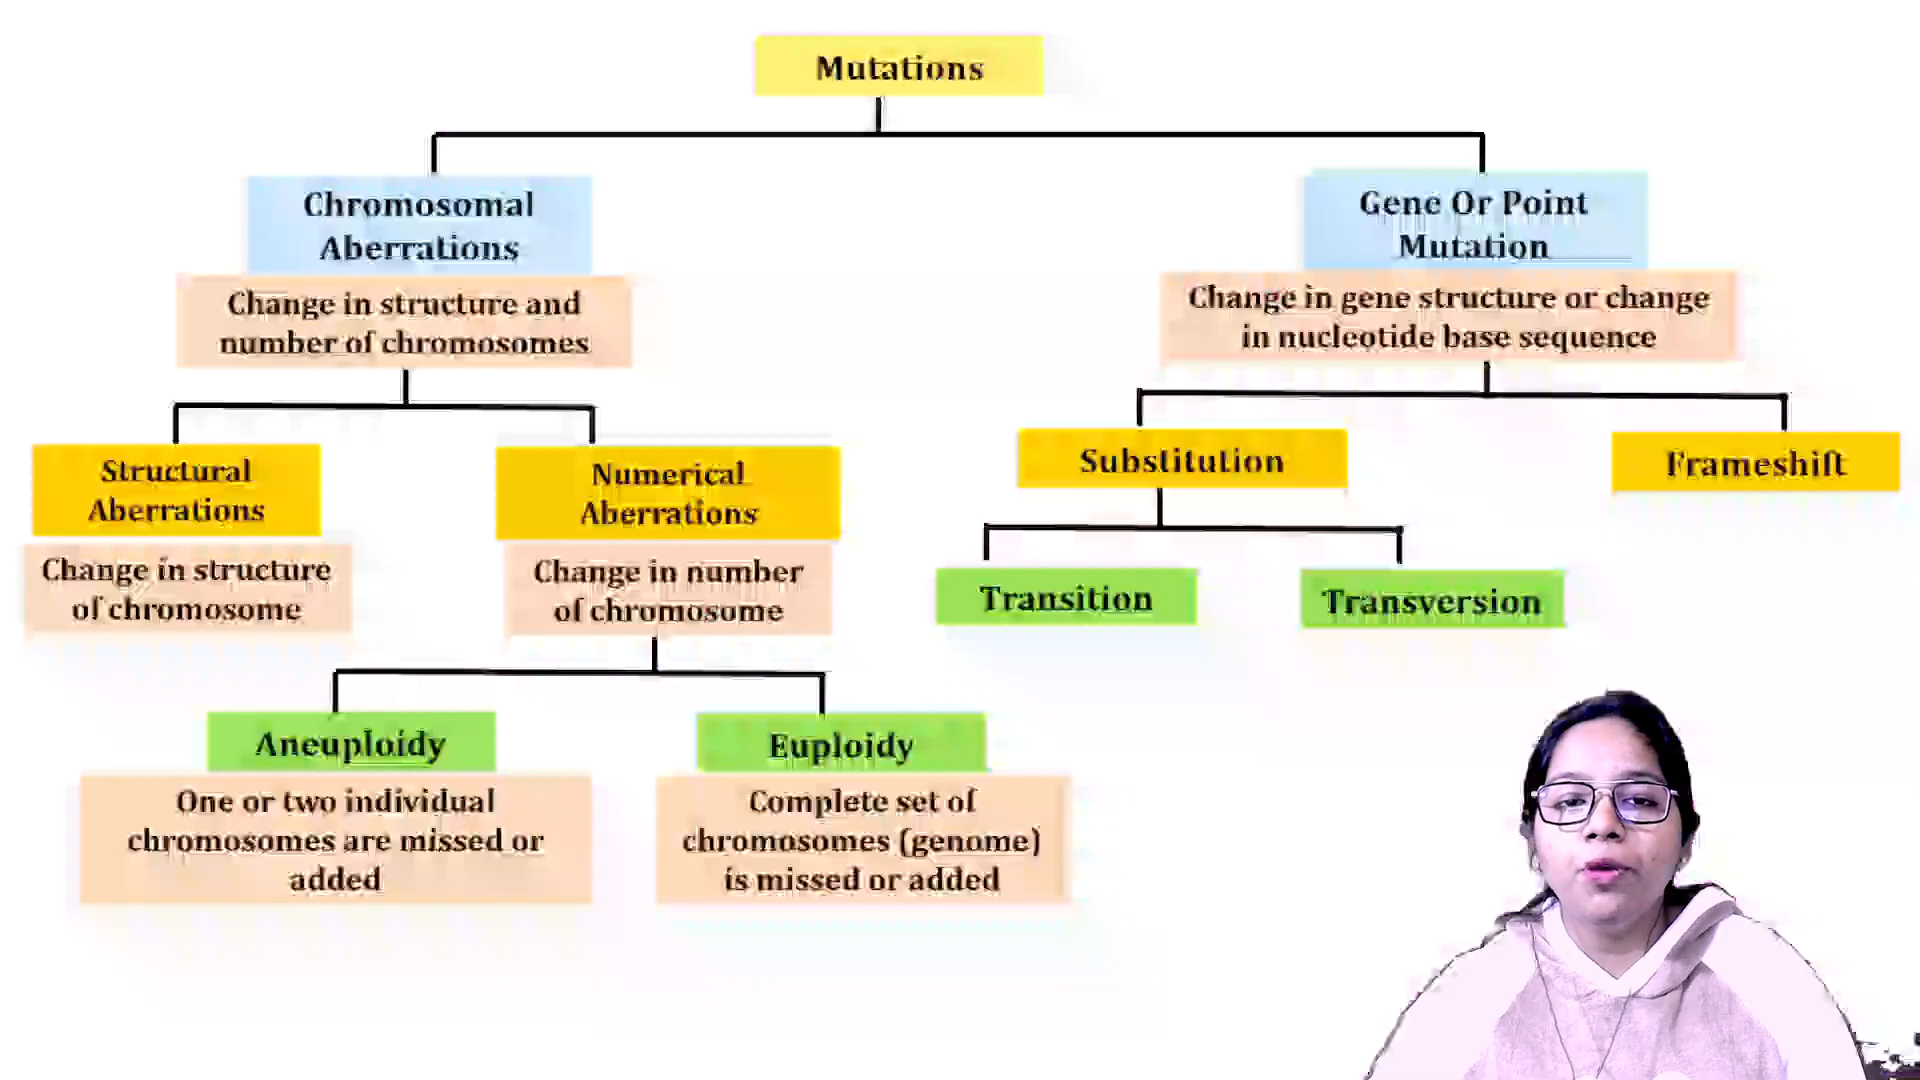 Mutations
Chromosomal
Aberrations
Change in structure and
number of chromosomes
Gene Or Point
Mutation
Change in gene structure or change
in nucleotide base sequence
Structural
Aberrations
Change in structure
of chromosome
Numerical
Aberrations
Change in number
of chromosome
Substitution
Frameshift
Transition
Transversion
Aneuploidy
One or two individual
chromosomes are missed or
added
Euploidy
Complete set of
chromosomes (genome)
is missed or added